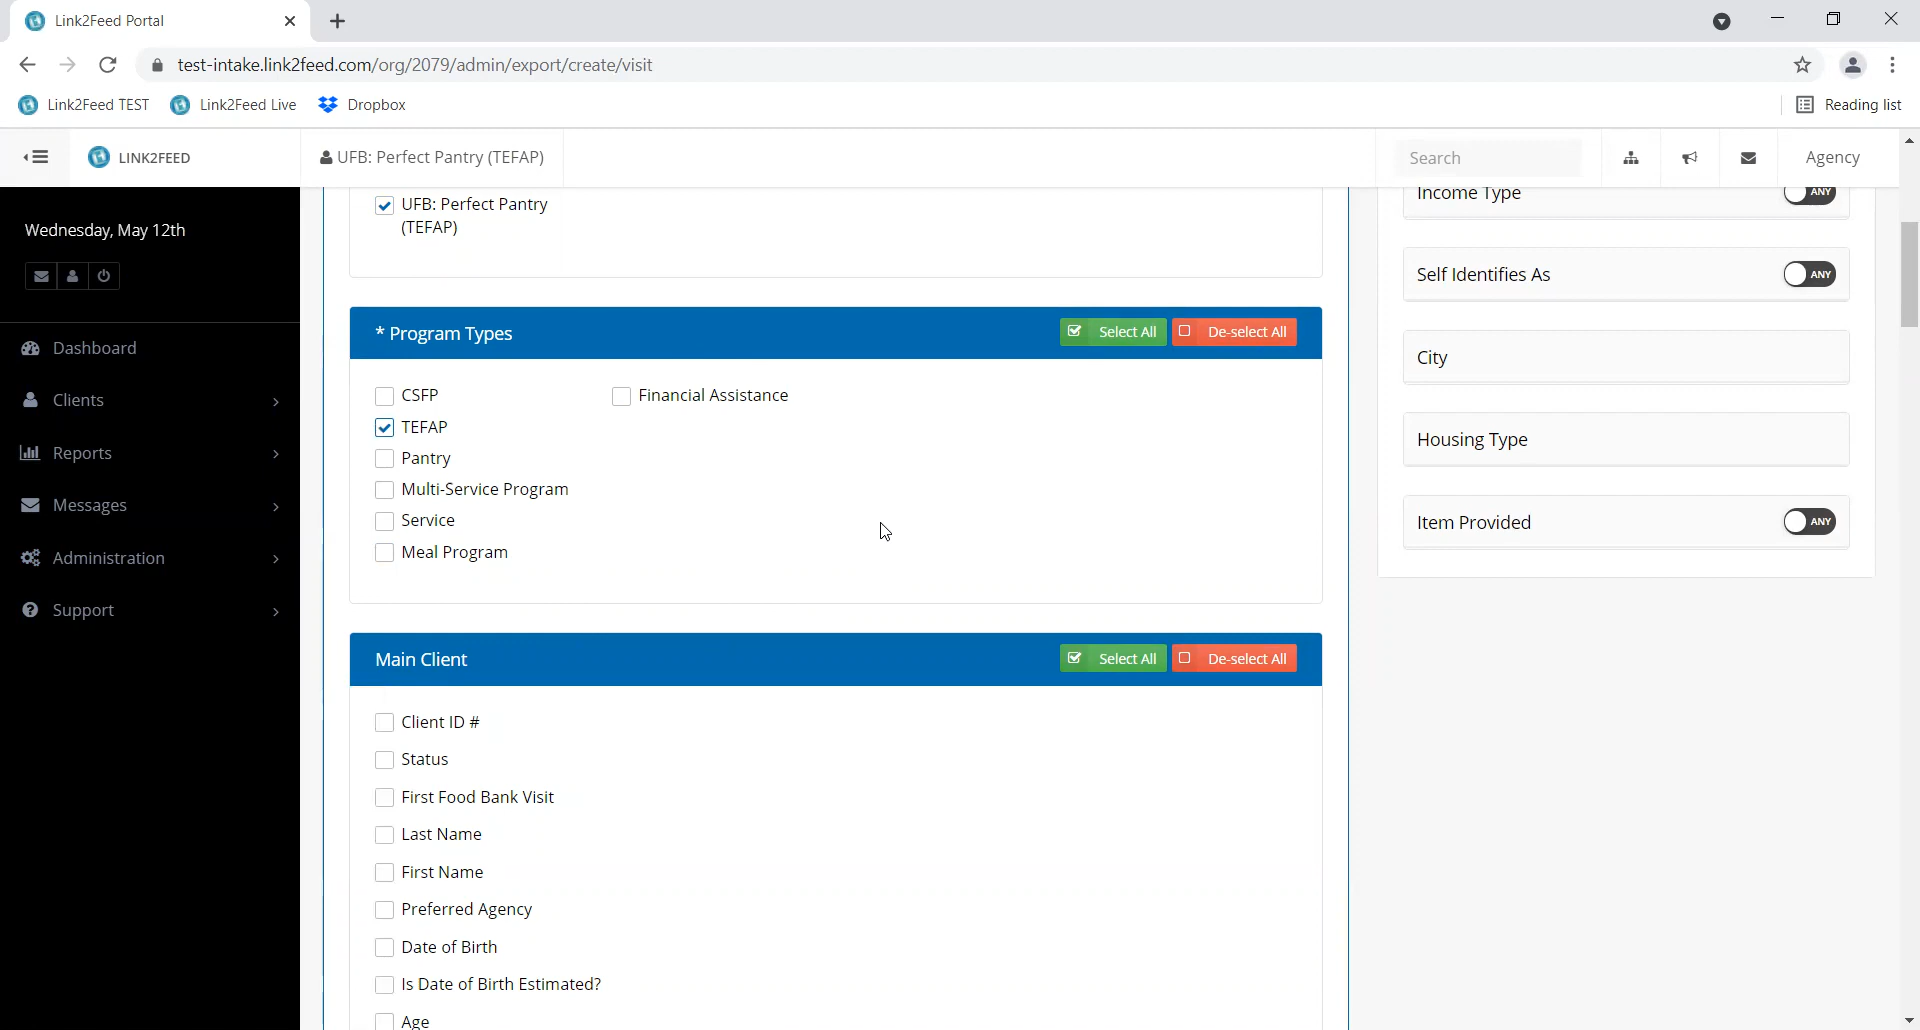 Link2Feed Portal
test-intake.link2feed.com/org/2079/admin/export/create/visit
Link2Feed TEST
Link2Feed Live
Dropbox
Reading list
LINK2FEED
UFB: Perfect Pantry (TEFAP)
Search
Agency
Wednesday, May 12th
Dashboard
Clients
Reports
Messages
Administration
Support
UFB: Perfect Pantry
(TEFAP)
* Program Types
Select All
De-select All
CSFP
Financial Assistance
TEFAP
Pantry
Multi-Service Program
Service
Meal Program
Main Client
Select All
De-select All
Client ID #
Status
First Food Bank Visit
Last Name
First Name
Preferred Agency
Date of Birth
Is Date of Birth Estimated?
Age
Income Type
ANY
Self Identifies As
ANY
City
Housing Type
Item Provided
ANY